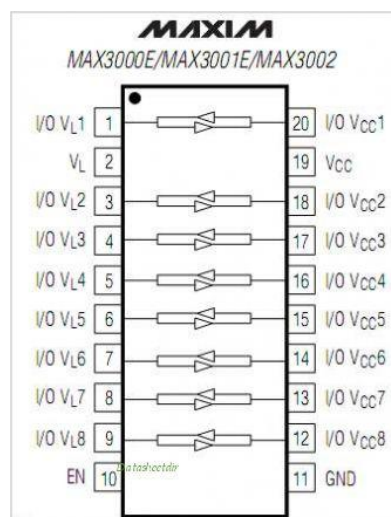 MAXIM
MAX3000E/MAX3001E/MAX3002
I/O VL1 1 20 I/O VCC1
VL 2 19 VCC
I/O VL2 3 18 I/O VCC2
I/O VL3 4 17 I/O VCC3
I/O VL4 5 16 I/O VCC4
I/O VL5 6 15 I/O VCC5
I/O VL6 7 14 I/O VCC6
I/O VL7 8 13 I/O VCC7
I/O VL8 9 12 I/O VCC8
EN 10 Datasheetdir 11 GND